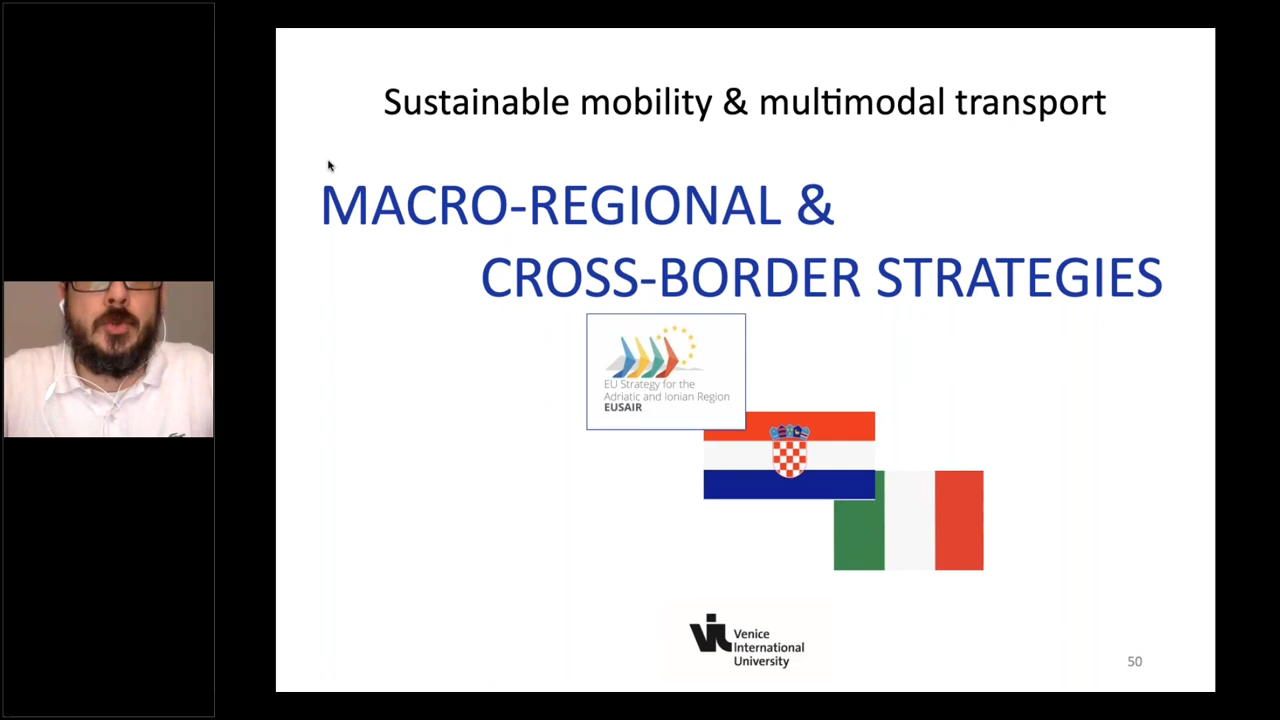 Sustainable mobility & multimodal transport
MACRO-REGIONAL &
CROSS-BORDER STRATEGIES
EU Strategy for the
Adriatic and Ionian Region
EUSAIR
Venice
International
University
50